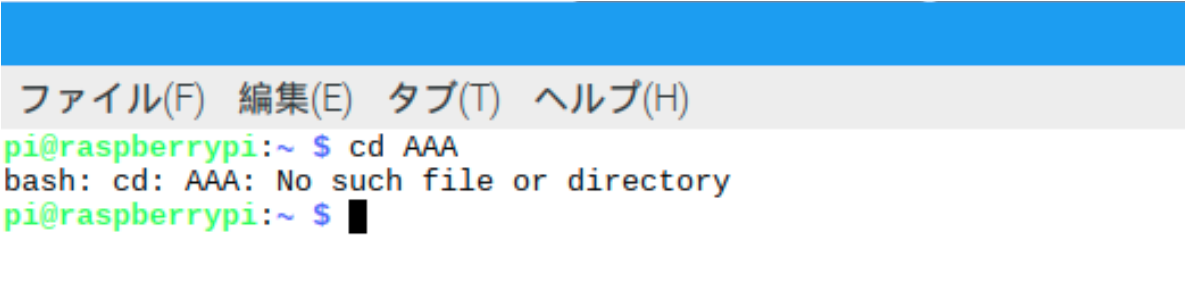 ファイル(F) 編集(E) タブ(T) ヘルプ(H)
pi@raspberrypi:~ $ cd AAA
bash: cd: AAA: No such file or directory
pi@raspberrypi:~ $